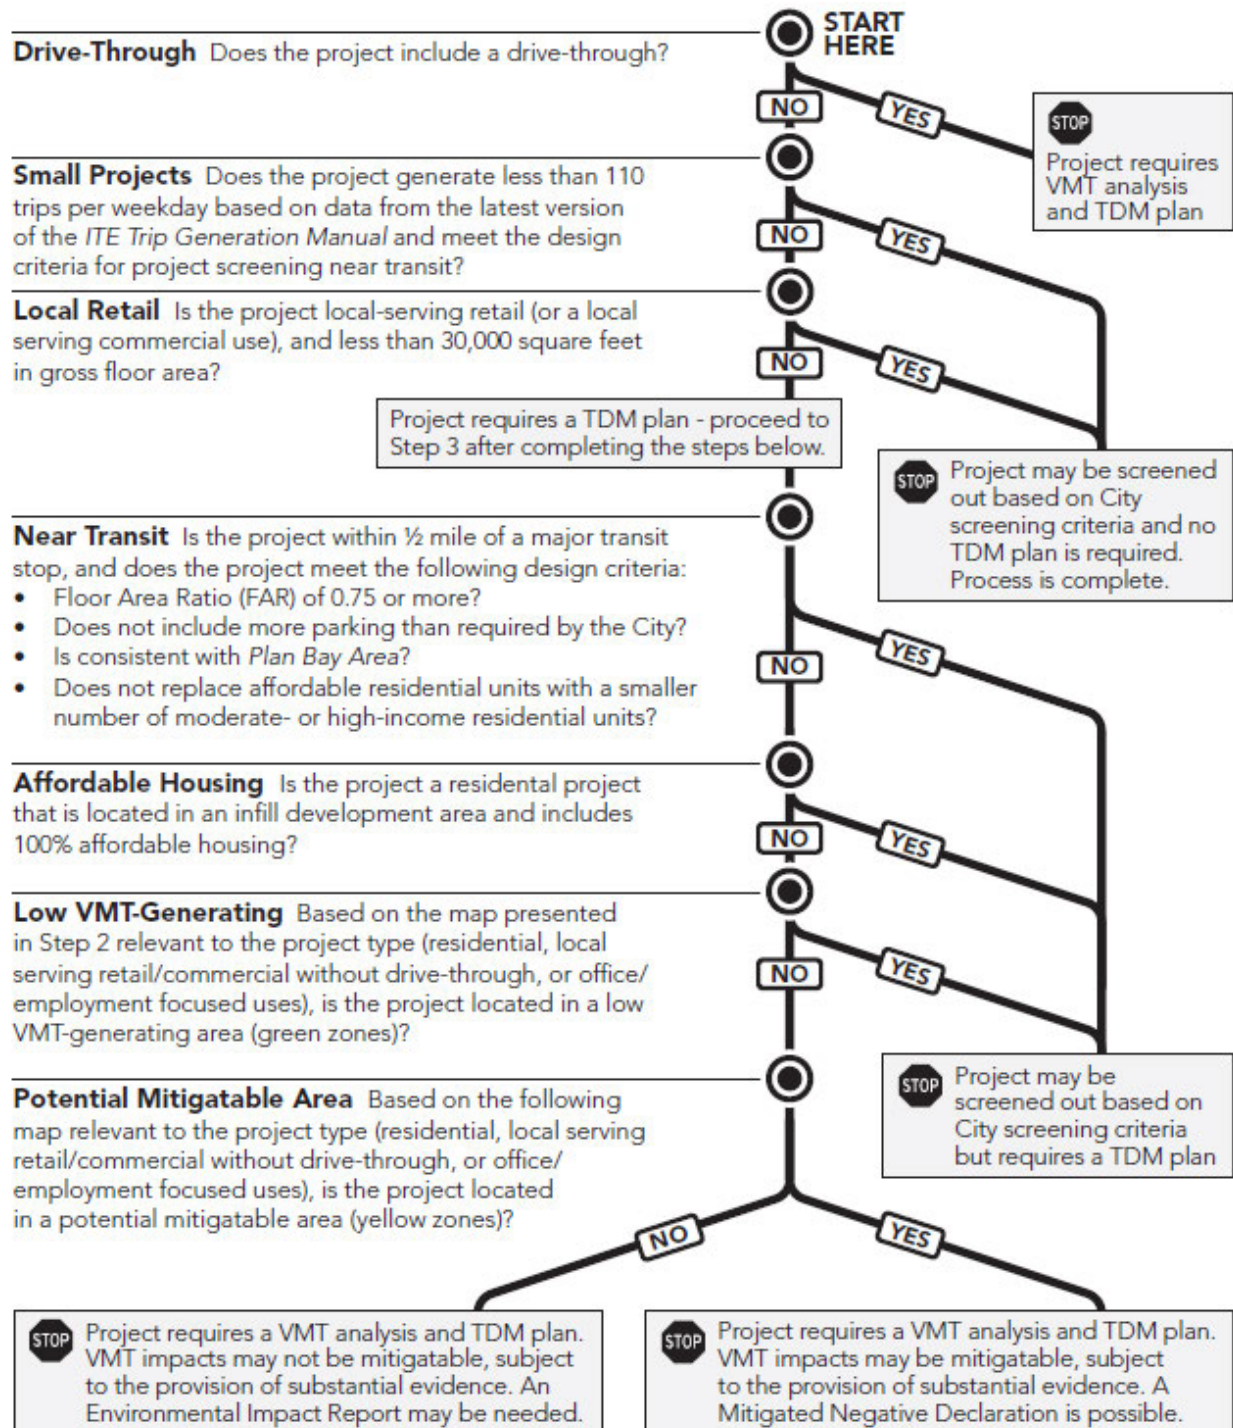 START
HERE
Drive-Through Does the project include a drive-through?
NO
YES
STOP
Project requires
VMT analysis
and TDM plan
Small Projects Does the project generate less than 110
trips per weekday based on data from the latest version
of the ITE Trip Generation Manual and meet the design
criteria for project screening near transit?
NO
YES
Local Retail Is the project local-serving retail (or a local
serving commercial use), and less than 30,000 square feet
in gross floor area?
NO
YES
Project requires a TDM plan - proceed to
Step 3 after completing the steps below.
STOP
Project may be screened
out based on City
screening criteria and no
TDM plan is required.
Process is complete.
Near Transit Is the project within ½ mile of a major transit
stop, and does the project meet the following design criteria:
• Floor Area Ratio (FAR) of 0.75 or more?
• Does not include more parking than required by the City?
• Is consistent with Plan Bay Area?
• Does not replace affordable residential units with a smaller
number of moderate- or high-income residential units?
NO
YES
Affordable Housing Is the project a residental project
that is located in an infill development area and includes
100% affordable housing?
NO
YES
Low VMT-Generating Based on the map presented
in Step 2 relevant to the project type (residential, local
serving retail/commercial without drive-through, or office/
employment focused uses), is the project located in a low
VMT-generating area (green zones)?
NO
YES
STOP
Project may be
screened out based on
City screening criteria
but requires a TDM plan
Potential Mitigatable Area Based on the following
map relevant to the project type (residential, local serving
retail/commercial without drive-through, or office/
employment focused uses), is the project located
in a potential mitigatable area (yellow zones)?
NO
YES
STOP
Project requires a VMT analysis and TDM plan.
VMT impacts may not be mitigatable, subject
to the provision of substantial evidence. An
Environmental Impact Report may be needed.
STOP
Project requires a VMT analysis and TDM plan.
VMT impacts may be mitigatable, subject
to the provision of substantial evidence. A
Mitigated Negative Declaration is possible.